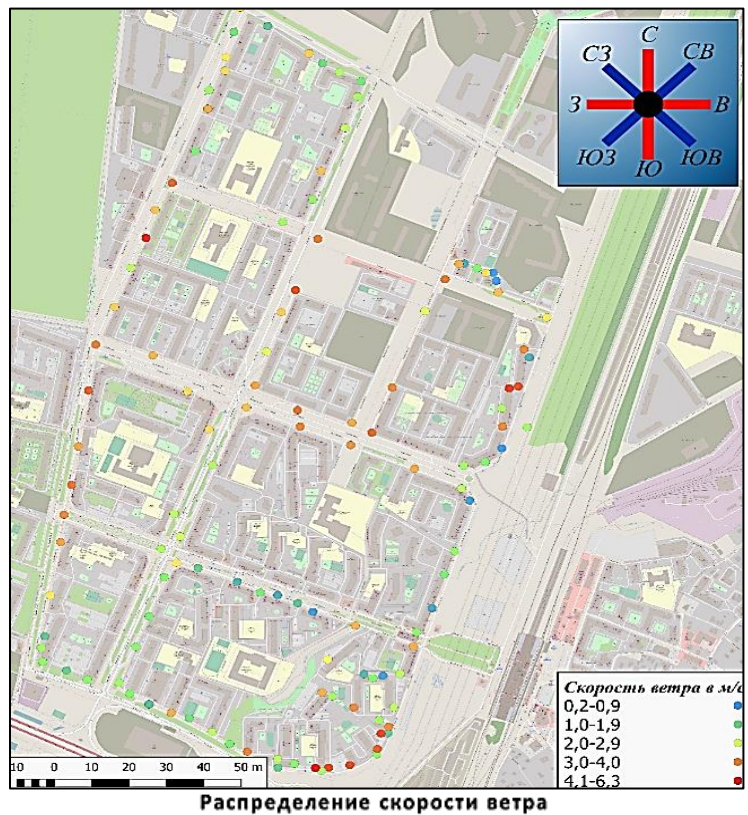 С
СЗ
СВ
З
В
ЮЗ
ЮВ
Ю
Скорость ветра в м/с
0,2-0,9
1,0-1,9
2,0-2,9
3,0-4,0
4,1-6,3
10 0 10 20 30 40 50 m
Распределение скорости ветра